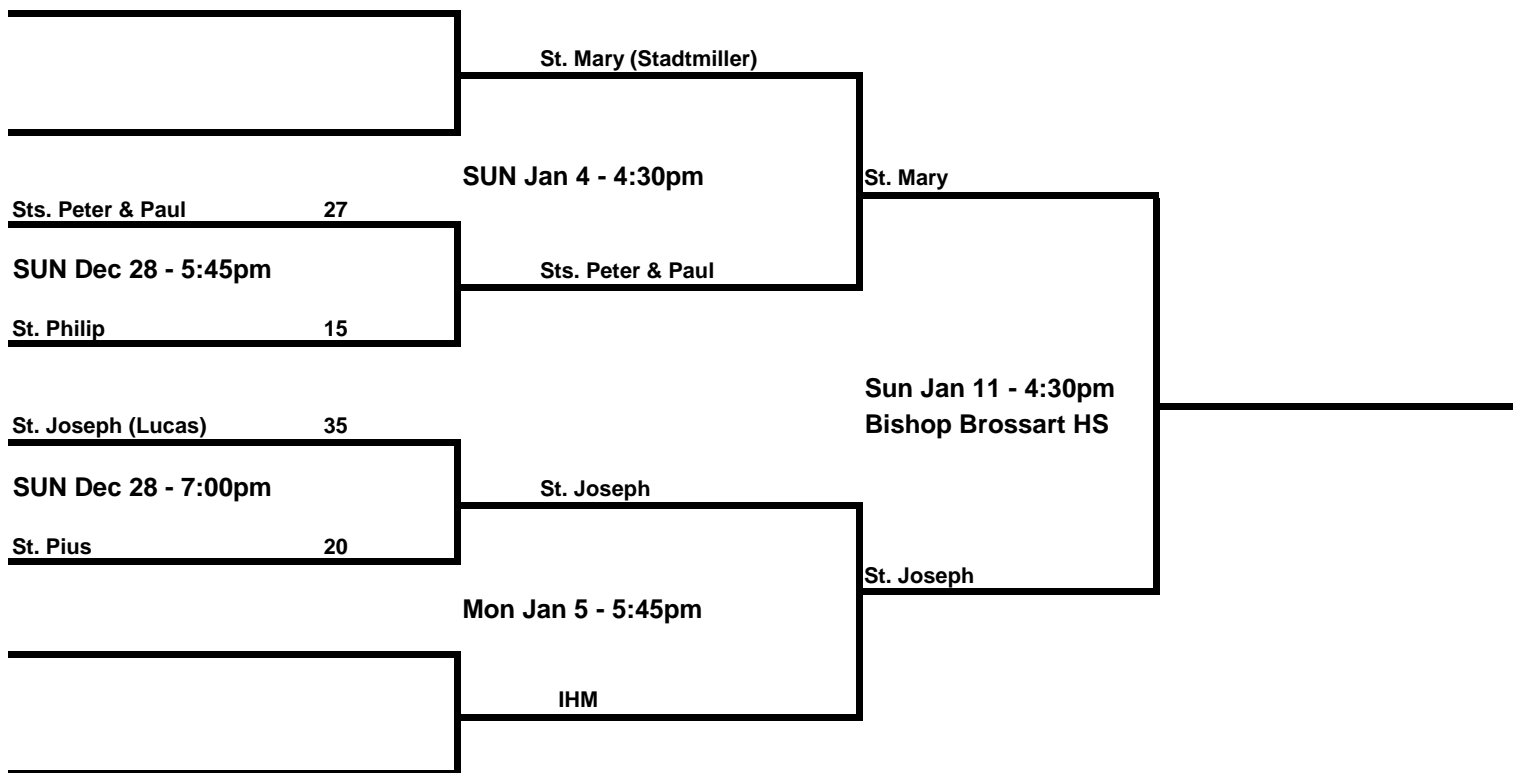 St. Mary (Stadtmiller)
SUN Jan 4 - 4:30pm
St. Mary
Sts. Peter & Paul 27
SUN Dec 28 - 5:45pm
Sts. Peter & Paul
St. Philip 15
Sun Jan 11 - 4:30pm
Bishop Brossart HS
St. Joseph (Lucas) 35
SUN Dec 28 - 7:00pm
St. Joseph
St. Pius 20
St. Joseph
Mon Jan 5 - 5:45pm
IHM